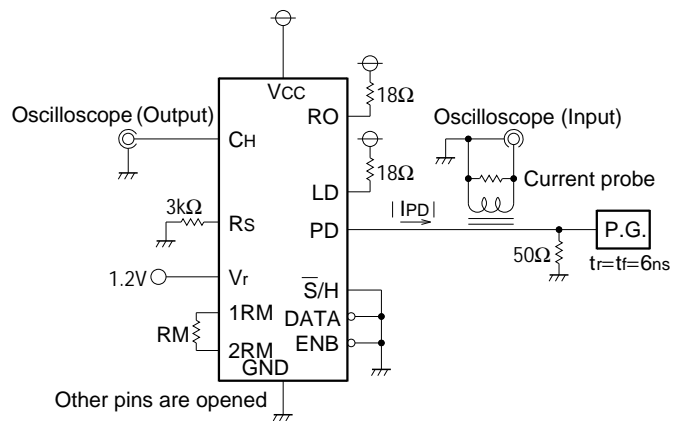 VCC
RO
18Ω
Oscilloscope (Output)
Oscilloscope (Input)
CH
18Ω
LD
Current probe
3kΩ
RS
| IPD |
PD
P.G.
50Ω
tr=tf=6ns
1.2V
Vr
S̅/H
1RM
DATA
RM
2RM
ENB
GND
Other pins are opened